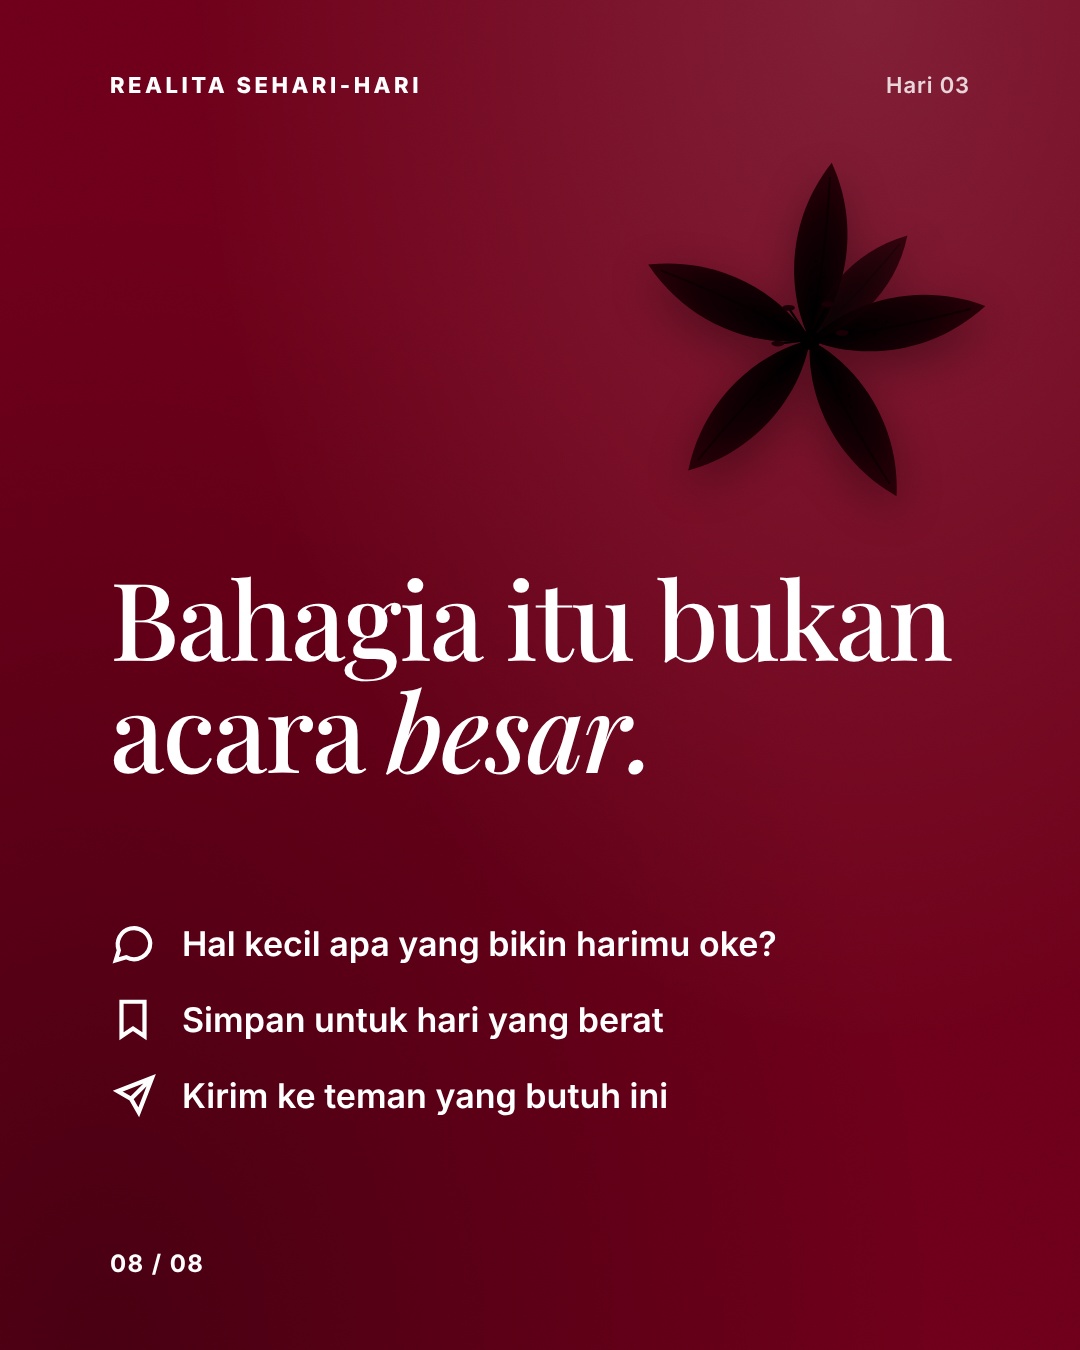 REALITA SEHARI-HARI
Hari 03
Bahagia itu bukan
acara besar.
Hal kecil apa yang bikin harimu oke?
Simpan untuk hari yang berat
Kirim ke teman yang butuh ini
08 / 08